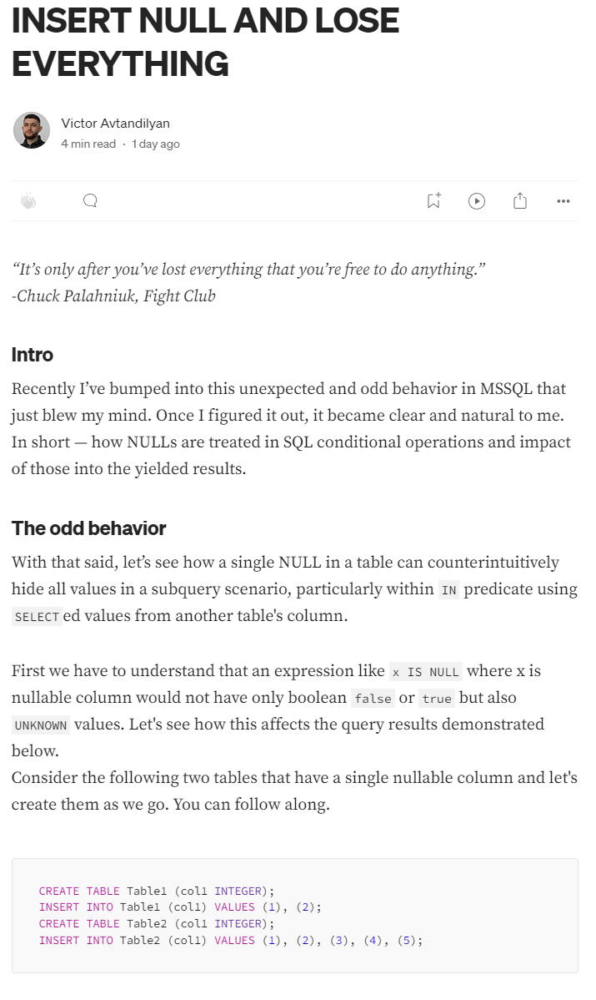 INSERT NULL AND LOSE
EVERYTHING
Victor Avtandilyan
4 min read · 1 day ago
“It’s only after you’ve lost everything that you’re free to do anything.”
-Chuck Palahniuk, Fight Club
Intro
Recently I’ve bumped into this unexpected and odd behavior in MSSQL that
just blew my mind. Once I figured it out, it became clear and natural to me.
In short — how NULLs are treated in SQL conditional operations and impact
of those into the yielded results.
The odd behavior
With that said, let’s see how a single NULL in a table can counterintuitively
hide all values in a subquery scenario, particularly within IN predicate using
SELECTed values from another table's column.
First we have to understand that an expression like x IS NULL where x is
nullable column would not have only boolean false or true but also
UNKNOWN values. Let's see how this affects the query results demonstrated
below.
Consider the following two tables that have a single nullable column and let's
create them as we go. You can follow along.
CREATE TABLE Table1 (col1 INTEGER);
INSERT INTO Table1 (col1) VALUES (1), (2);
CREATE TABLE Table2 (col1 INTEGER);
INSERT INTO Table2 (col1) VALUES (1), (2), (3), (4), (5);